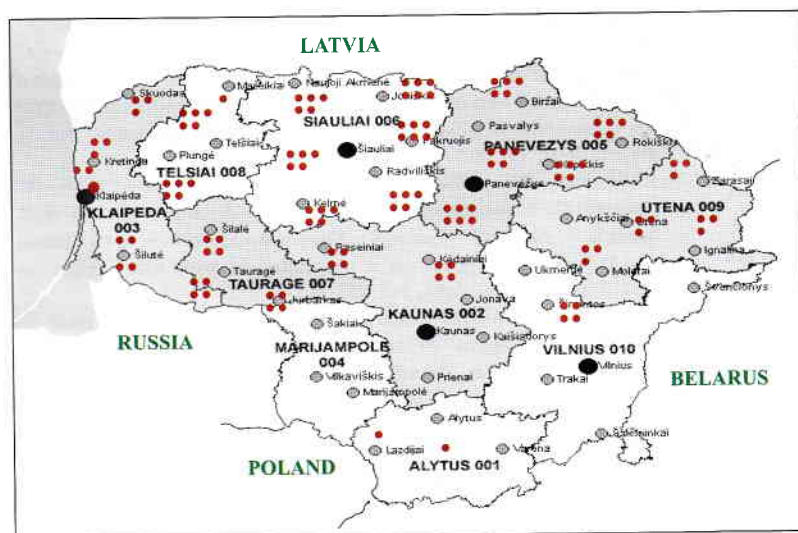 LATVIA
Skuodas
Mažeikiai
Naujoji Akmenė
Joniškis
Biržai
SIAULIAI 006
Pasvalys
Pakruojis
PANEVEZYS 005
Rokiškis
Kretinga
Plungė
Telšiai
Šiauliai
TELSIAI 008
Radviliškis
Kupiškis
Panevėžys
Zarasai
Klaipėda
KLAIPEDA
003
Kelmė
UTENA 009
Anykščiai
Utena
Šilalė
Šilutė
Raseiniai
Kėdainiai
Ignalina
Tauragė
TAURAGE 007
Ukmergė
Molėtai
Švenčionys
Jurbarkas
Jonava
Širvintos
RUSSIA
Šakiai
KAUNAS 002
Kaunas
Kaišiadorys
MARIJAMPOLE
004
VILNIUS 010
Vilnius
Vilkaviškis
Prienai
Trakai
BELARUS
Marijampolė
Alytus
Šalčininkai
Lazdijai
Varėna
POLAND
ALYTUS 001